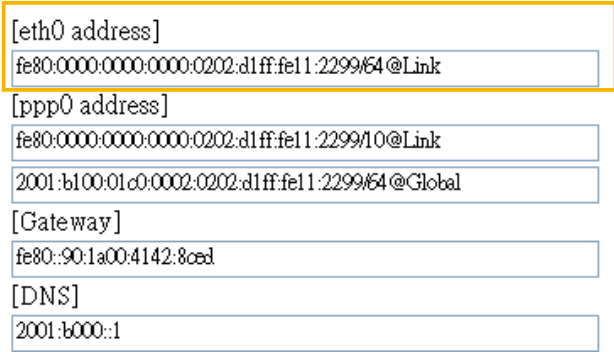 [eth0 address]
fe80:0000:0000:0000:0202:d1ff:fe11:2299/64@Link
[ppp0 address]
fe80:0000:0000:0000:0202:d1ff:fe11:2299/10@Link
2001:b100:01c0:0002:0202:d1ff:fe11:2299/64@Global
[Gateway]
fe80::90:1a00:4142:8ced
[DNS]
2001:b000::1